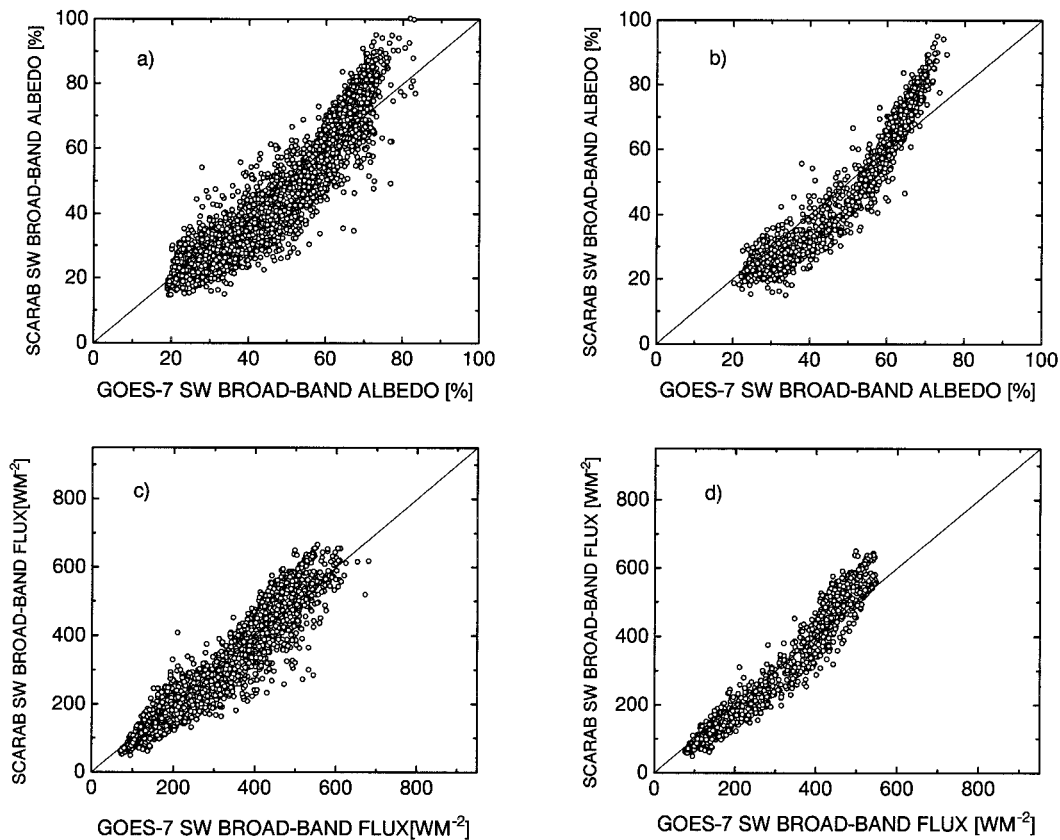 a)
SCARAB SW BROAD-BAND ALBEDO [%]
100
80
60
40
20
0
0 20 40 60 80 100
GOES-7 SW BROAD-BAND ALBEDO [%]
b)
SCARAB SW BROAD-BAND ALBEDO [%]
100
80
60
40
20
0
0 20 40 60 80 100
GOES-7 SW BROAD-BAND ALBEDO [%]
c)
SCARAB SW BROAD-BAND FLUX[WM⁻²]
800
600
400
200
0
0 200 400 600 800
GOES-7 SW BROAD-BAND FLUX[WM⁻²]
d)
SCARAB SW BROAD-BAND FLUX [WM⁻²]
800
600
400
200
0
0 200 400 600 800
GOES-7 SW BROAD-BAND FLUX [WM⁻²]